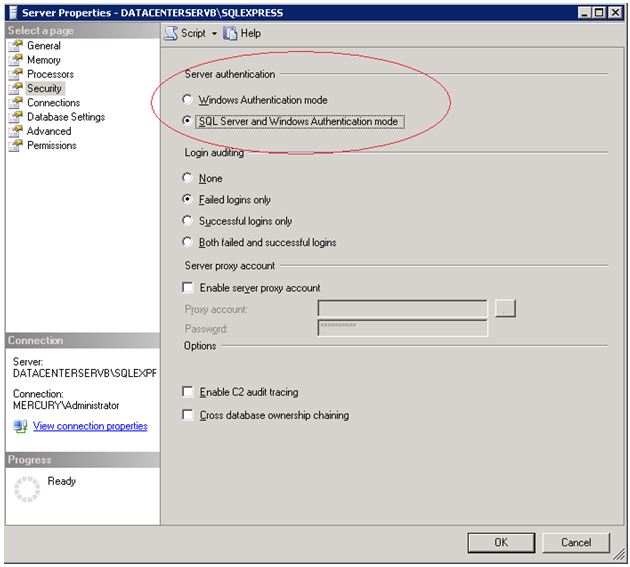 Server Properties - DATACENTERSERVB\SQLEXPRESS
Select a page
General
Memory
Processors
Security
Connections
Database Settings
Advanced
Permissions
Script
Help
Server authentication
Windows Authentication mode
SQL Server and Windows Authentication mode
Login auditing
None
Failed logins only
Successful logins only
Both failed and successful logins
Server proxy account
Enable server proxy account
Proxy account:
...
Password:
**********
Options
Enable C2 audit tracing
Cross database ownership chaining
Connection
Server:
DATACENTERSERVB\SQLEXPR
Connection:
MERCURY\Administrator
View connection properties
Progress
Ready
OK
Cancel